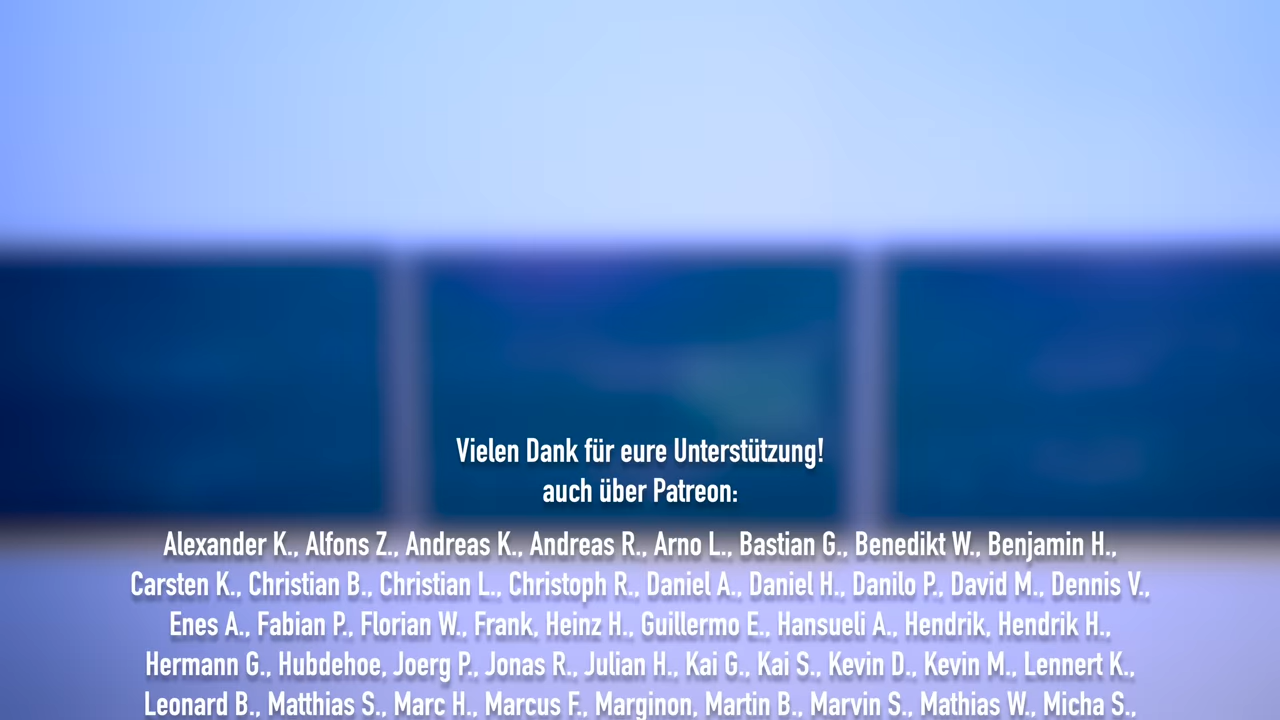 Vielen Dank für eure Unterstützung!
auch über Patreon:
Alexander K., Alfons Z., Andreas K., Andreas R., Arno L., Bastian G., Benedikt W., Benjamin H.,
Carsten K., Christian B., Christian L., Christoph R., Daniel A., Daniel H., Danilo P., David M., Dennis V.,
Enes A., Fabian P., Florian W., Frank, Heinz H., Guillermo E., Hansueli A., Hendrik, Hendrik H.,
Hermann G., Hubdehoe, Joerg P., Jonas R., Julian H., Kai G., Kai S., Kevin D., Kevin M., Lennert K.,
Leonard B., Matthias S., Marc H., Marcus F., Marginon, Martin B., Marvin S., Mathias W., Micha S.,